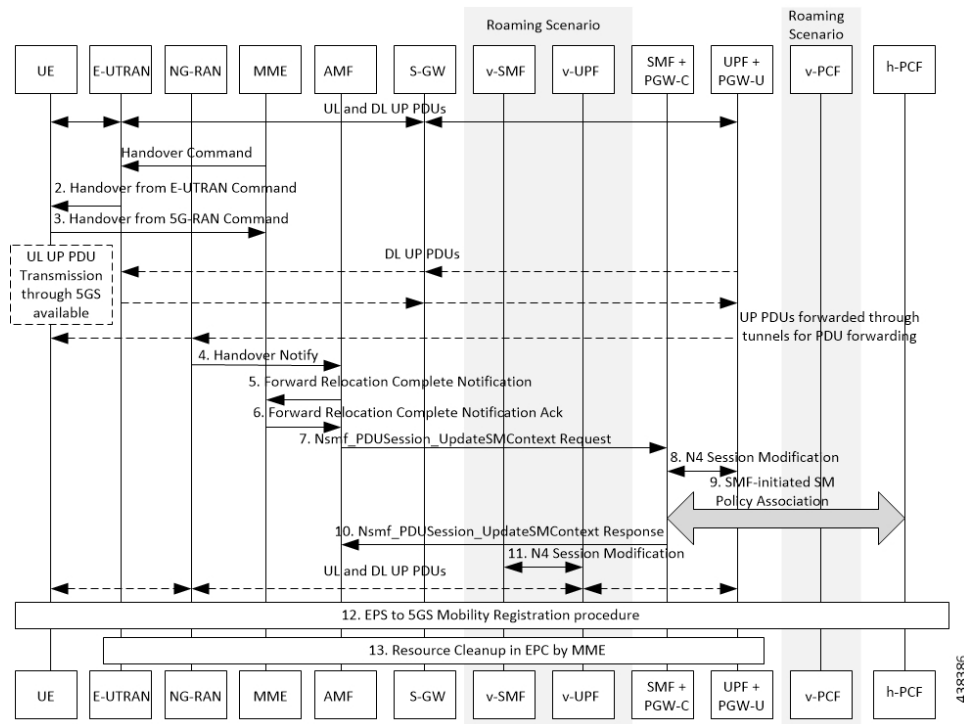 Roaming Scenario
Roaming
Scenario
UE
E-UTRAN
NG-RAN
MME
AMF
S-GW
v-SMF
v-UPF
SMF +
PGW-C
UPF +
PGW-U
v-PCF
h-PCF
UL and DL UP PDUs
Handover Command
2. Handover from E-UTRAN Command
3. Handover from 5G-RAN Command
UL UP PDU
Transmission
through 5GS
available
DL UP PDUs
UP PDUs forwarded through
tunnels for PDU forwarding
4. Handover Notify
5. Forward Relocation Complete Notification
6. Forward Relocation Complete Notification Ack
7. Nsmf_PDUSession_UpdateSMContext Request
8. N4 Session Modification
9. SMF-initiated SM
Policy Association
10. Nsmf_PDUSession_UpdateSMContext Response
11. N4 Session Modification
UL and DL UP PDUs
12. EPS to 5GS Mobility Registration procedure
13. Resource Cleanup in EPC by MME
UE
E-UTRAN
NG-RAN
MME
AMF
S-GW
v-SMF
v-UPF
SMF +
PGW-C
UPF +
PGW-U
v-PCF
h-PCF
438386